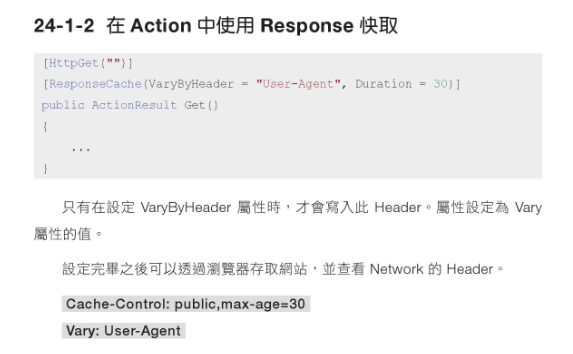 24-1-2 在 Action 中使用 Response 快取
[HttpGet("")]
[ResponseCache(VaryByHeader = "User-Agent", Duration = 30)]
public ActionResult Get()
{
...
}
只有在設定 VaryByHeader 屬性時，才會寫入此 Header。屬性設定為 Vary
屬性的值。
設定完畢之後可以透過瀏覽器存取網站，並查看 Network 的 Header。
Cache-Control: public,max-age=30
Vary: User-Agent